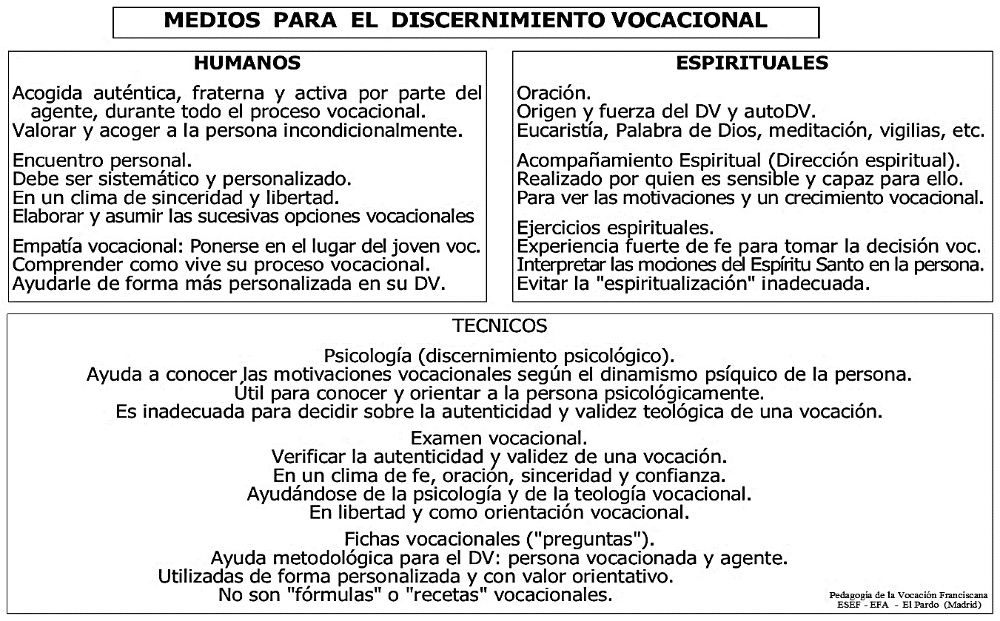 MEDIOS PARA EL DISCERNIMIENTO VOCACIONAL
HUMANOS
Acogida auténtica, fraterna y activa por parte del
agente, durante todo el proceso vocacional.
Valorar y acoger a la persona incondicionalmente.
Encuentro personal.
Debe ser sistemático y personalizado.
En un clima de sinceridad y libertad.
Elaborar y asumir las sucesivas opciones vocacionales
Empatía vocacional: Ponerse en el lugar del joven voc.
Comprender como vive su proceso vocacional.
Ayudarle de forma más personalizada en su DV.
ESPIRITUALES
Oración.
Origen y fuerza del DV y autoDV.
Eucaristía, Palabra de Dios, meditación, vigilias, etc.
Acompañamiento Espiritual (Dirección espiritual).
Realizado por quien es sensible y capaz para ello.
Para ver las motivaciones y un crecimiento vocacional.
Ejercicios espirituales.
Experiencia fuerte de fe para tomar la decisión voc.
Interpretar las mociones del Espíritu Santo en la persona.
Evitar la "espiritualización" inadecuada.
TECNICOS
Psicología (discernimiento psicológico).
Ayuda a conocer las motivaciones vocacionales según el dinamismo psíquico de la persona.
Útil para conocer y orientar a la persona psicológicamente.
Es inadecuada para decidir sobre la autenticidad y validez teológica de una vocación.
Examen vocacional.
Verificar la autenticidad y validez de una vocación.
En un clima de fe, oración, sinceridad y confianza.
Ayudándose de la psicología y de la teología vocacional.
En libertad y como orientación vocacional.
Fichas vocacionales ("preguntas").
Ayuda metodológica para el DV: persona vocacionada y agente.
Utilizadas de forma personalizada y con valor orientativo.
No son "fórmulas" o "recetas" vocacionales.
Pedagogía de la Vocación Franciscana
ESEF - EFA - El Pardo (Madrid)